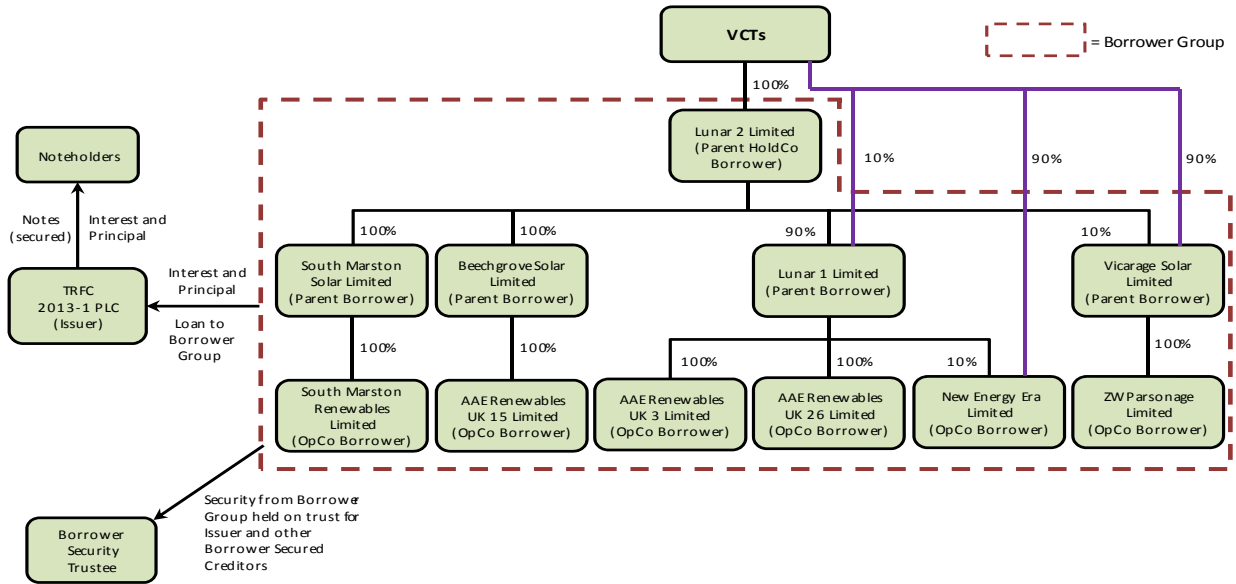 VCTs
= Borrower Group
100%
Lunar 2 Limited
(Parent HoldCo
Borrower)
10%
90%
90%
Noteholders
Notes
(secured)
Interest and
Principal
TRFC
2013-1 PLC
(Issuer)
Interest and
Principal
Loan to
Borrower
Group
100%
100%
90%
10%
South Marston
Solar Limited
(Parent Borrower)
Beechgrove Solar
Limited
(Parent Borrower)
Lunar 1 Limited
(Parent Borrower)
Vicarage Solar
Limited
(Parent Borrower)
100%
100%
100%
100%
10%
100%
South Marston
Renewables
Limited
(OpCo Borrower)
AAE Renewables
UK 15 Limited
(OpCo Borrower)
AAE Renewables
UK 3 Limited
(OpCo Borrower)
AAE Renewables
UK 26 Limited
(OpCo Borrower)
New Energy Era
Limited
(OpCo Borrower)
ZW Parsonage
Limited
(OpCo Borrower)
Security from Borrower
Group held on trust for
Issuer and other
Borrower Secured
Creditors
Borrower
Security
Trustee